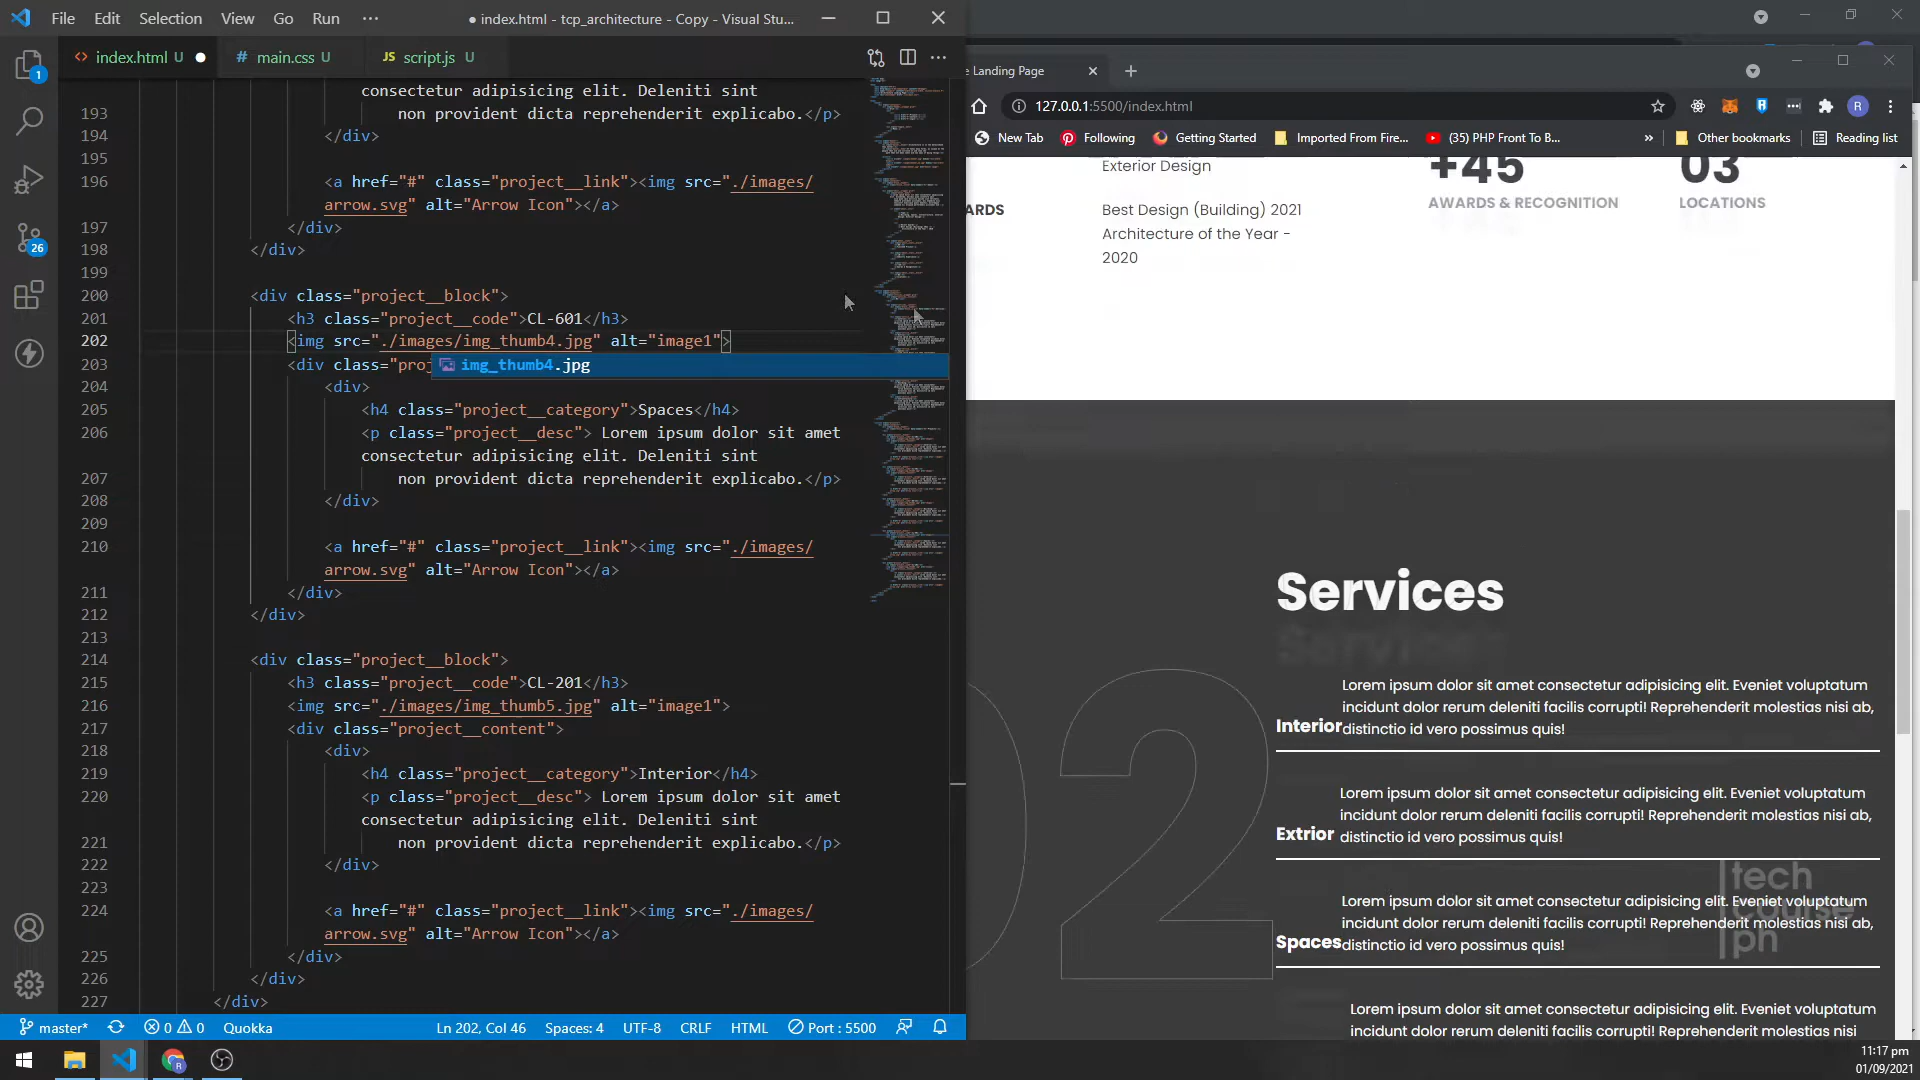 File Edit Selection View Go Run ···
● index.html - tcp_architecture - Copy - Visual Stu...
index.html U
# main.css U
JS script.js U
consectetur adipisicing elit. Deleniti sint
193 non provident dicta reprehenderit explicabo.</p>
194 </div>
195
196 <a href="#" class="project__link"><img src="./images/
arrow.svg" alt="Arrow Icon"></a>
197 </div>
198 </div>
199
200 <div class="project__block">
201 <h3 class="project__code">CL-601</h3>
202 <img src="./images/img_thumb4.jpg" alt="image1">
203 <div class="proj
img_thumb4.jpg
204 <div>
205 <h4 class="project__category">Spaces</h4>
206 <p class="project__desc"> Lorem ipsum dolor sit amet
consectetur adipisicing elit. Deleniti sint
207 non provident dicta reprehenderit explicabo.</p>
208 </div>
209
210 <a href="#" class="project__link"><img src="./images/
arrow.svg" alt="Arrow Icon"></a>
211 </div>
212 </div>
213
214 <div class="project__block">
215 <h3 class="project__code">CL-201</h3>
216 <img src="./images/img_thumb5.jpg" alt="image1">
217 <div class="project__content">
218 <div>
219 <h4 class="project__category">Interior</h4>
220 <p class="project__desc"> Lorem ipsum dolor sit amet
consectetur adipisicing elit. Deleniti sint
221 non provident dicta reprehenderit explicabo.</p>
222 </div>
223
224 <a href="#" class="project__link"><img src="./images/
arrow.svg" alt="Arrow Icon"></a>
225 </div>
226 </div>
227 </div>
1
26
master* 0 0 Quokka
Ln 202, Col 46 Spaces: 4 UTF-8 CRLF HTML Port : 5500
e Landing Page
127.0.0.1:5500/index.html
R
New Tab Following Getting Started Imported From Fire... (35) PHP Front To B... » Other bookmarks Reading list
Exterior Design
ARDS
Best Design (Building) 2021
Architecture of the Year -
2020
+45
AWARDS & RECOGNITION
03
LOCATIONS
Services
02
Lorem ipsum dolor sit amet consectetur adipisicing elit. Eveniet voluptatum
incidunt dolor rerum deleniti facilis corrupti! Reprehenderit molestias nisi ab,
Interior distinctio id vero possimus quis!
Lorem ipsum dolor sit amet consectetur adipisicing elit. Eveniet voluptatum
incidunt dolor rerum deleniti facilis corrupti! Reprehenderit molestias nisi ab,
Extrior distinctio id vero possimus quis!
Lorem ipsum dolor sit amet consectetur adipisicing elit. Eveniet voluptatum
incidunt dolor rerum deleniti facilis corrupti! Reprehenderit molestias nisi ab,
Spaces distinctio id vero possimus quis!
Lorem ipsum dolor sit amet consectetur adipisicing elit. Eveniet voluptatum
incidunt dolor rerum deleniti facilis corrupti! Reprehenderit molestias nisi
tech
course
ph
11:17 pm
01/09/2021